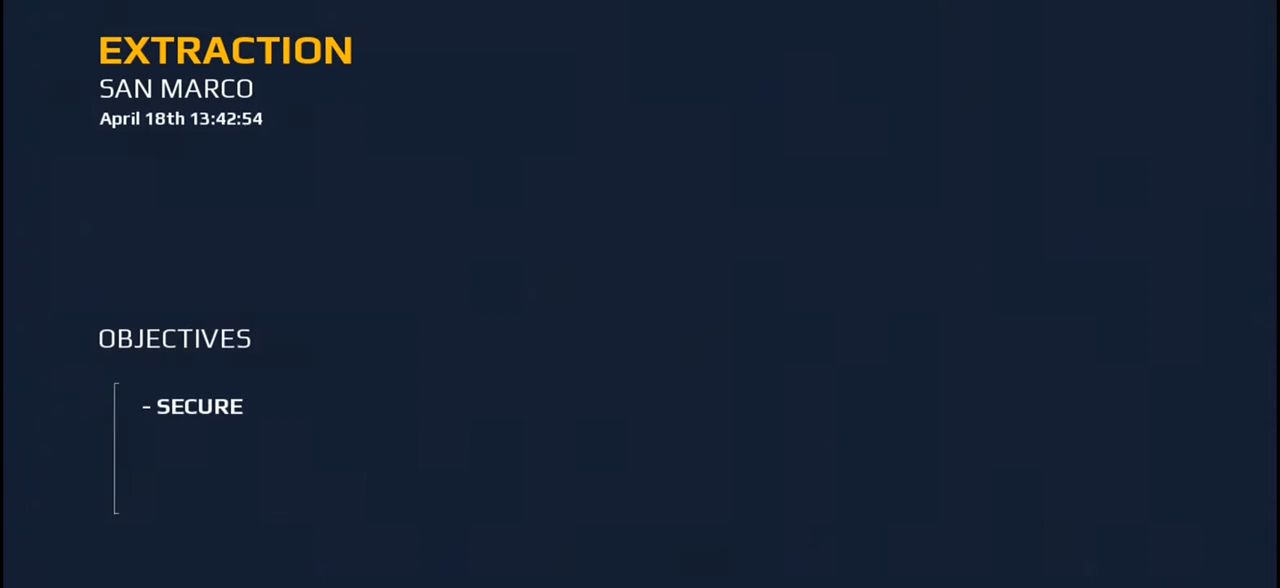 EXTRACTION
SAN MARCO
April 18th 13:42:54
OBJECTIVES
- SECURE